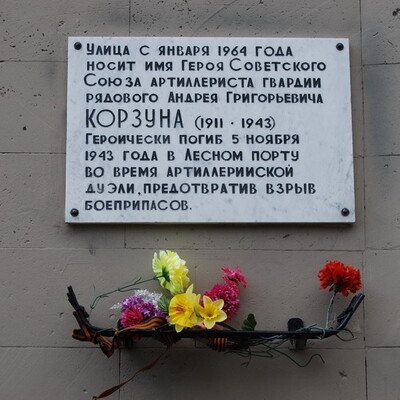 Улица с января 1964 года
носит имя Героя Советского
Союза артиллериста гвардии
рядового Андрея Григорьевича
КОРЗУНА (1911 · 1943)
Героически погиб 5 ноября
1943 года в Лесном порту
во время артиллерийской
дуэли, предотвратив взрыв
боеприпасов.